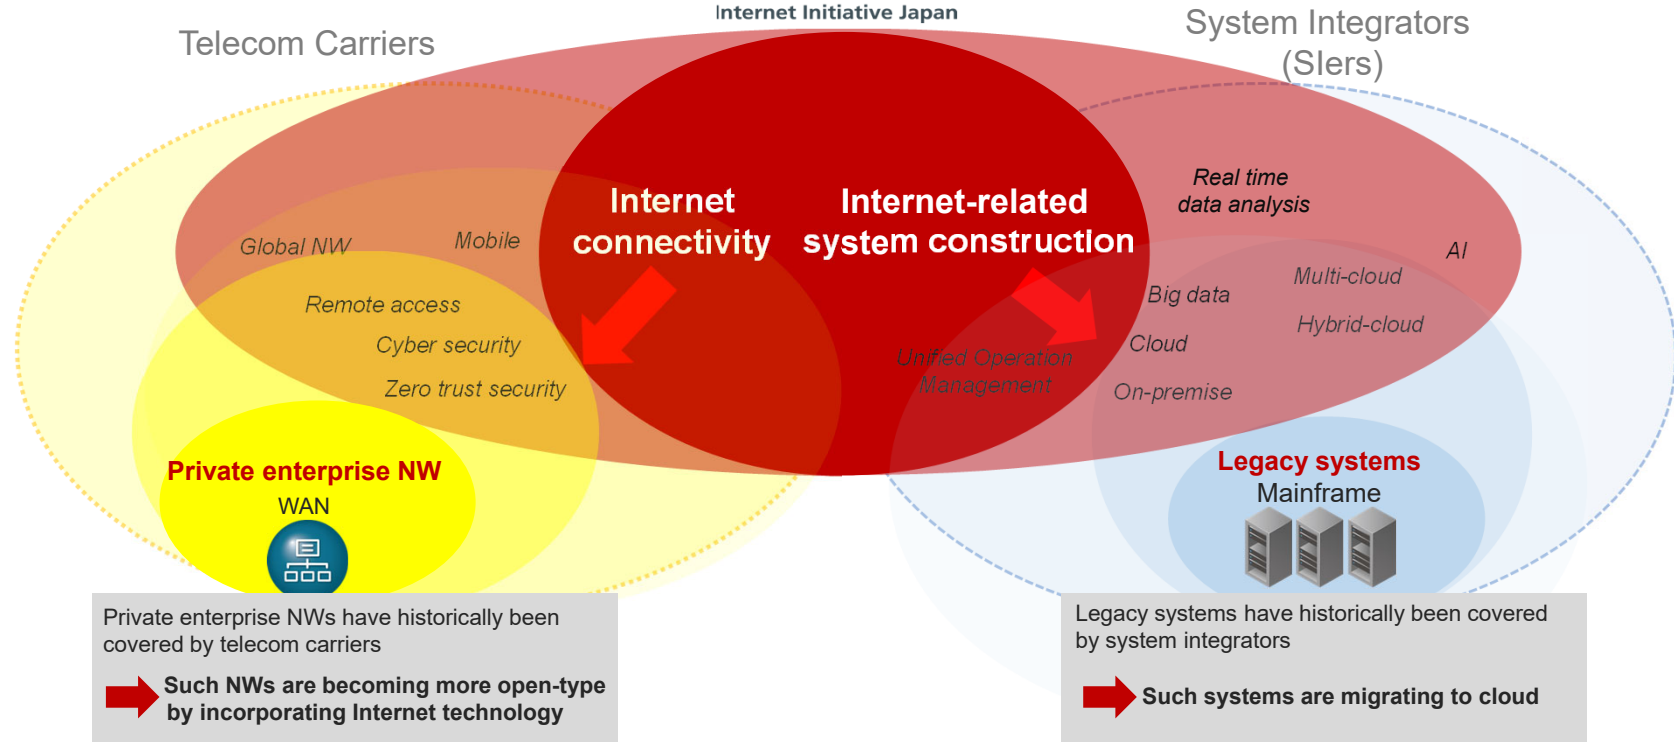 Internet Initiative Japan
Telecom Carriers
System Integrators
(SIers)
Internet
connectivity
Internet-related
system construction
Real time
data analysis
Global NW
Mobile
AI
Remote access
Big data
Multi-cloud
Cyber security
Cloud
Hybrid-cloud
Unified Operation
Management
Zero trust security
On-premise
Private enterprise NW
WAN
Legacy systems
Mainframe
Private enterprise NWs have historically been
covered by telecom carriers
Such NWs are becoming more open-type
by incorporating Internet technology
Legacy systems have historically been covered
by system integrators
Such systems are migrating to cloud